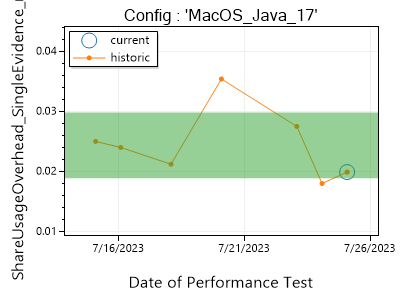 Config : 'MacOS_Java_17'
current
historic
0.04
0.03
0.02
0.01
ShareUsageOverhead_SingleEvidence_
7/16/2023
7/21/2023
7/26/2023
Date of Performance Test